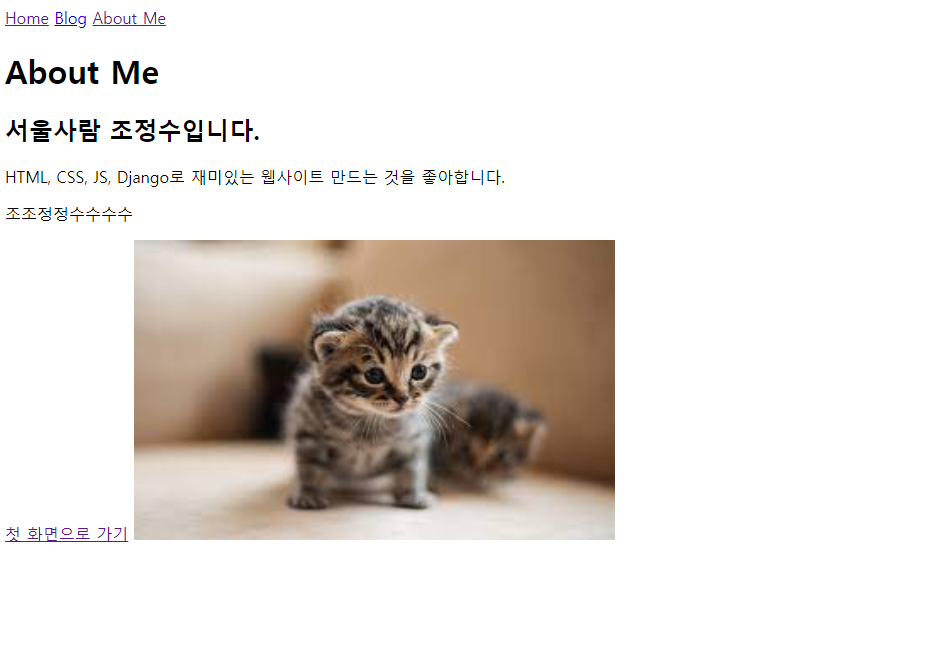 Home Blog About Me
About Me
서울사람 조정수입니다.
HTML, CSS, JS, Django로 재미있는 웹사이트 만드는 것을 좋아합니다.
조조정정수수수수
첫 화면으로 가기